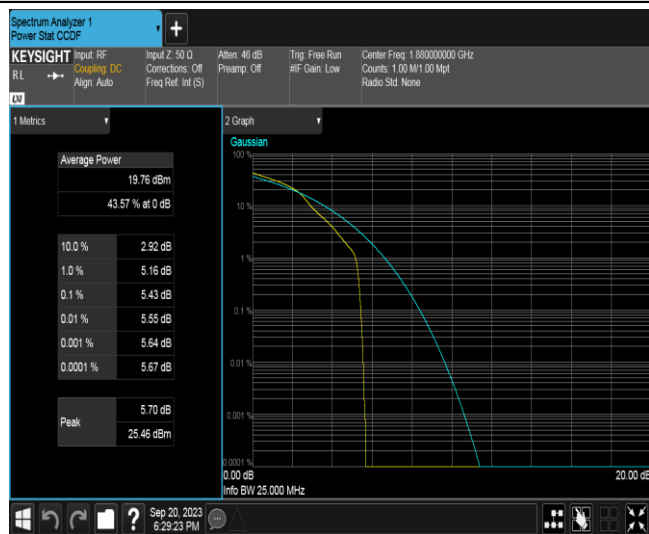 Spectrum Analyzer 1
Power Stat CCDF
+
KEYSIGHT
RL
LXI
Input: RF
Coupling: DC
Align: Auto
Input Z: 50 Ω
Corrections: Off
Freq Ref: Int (S)
Atten: 46 dB
Preamp: Off
Trig: Free Run
#IF Gain: Low
Center Freq: 1.880000000 GHz
Counts: 1.00 M/1.00 Mpt
Radio Std: None
1 Metrics
Average Power
19.76 dBm
43.57 % at 0 dB
10.0 % 2.92 dB
1.0 % 5.16 dB
0.1 % 5.43 dB
0.01 % 5.55 dB
0.001 % 5.64 dB
0.0001 % 5.67 dB
Peak
5.70 dB
25.46 dBm
2 Graph
Gaussian
100 %
10 %
1 %
0.1 %
0.01 %
0.001 %
0.0001 %
0.00 dB 20.00 dB
Info BW 25.000 MHz
?
Sep 20, 2023
6:29:23 PM